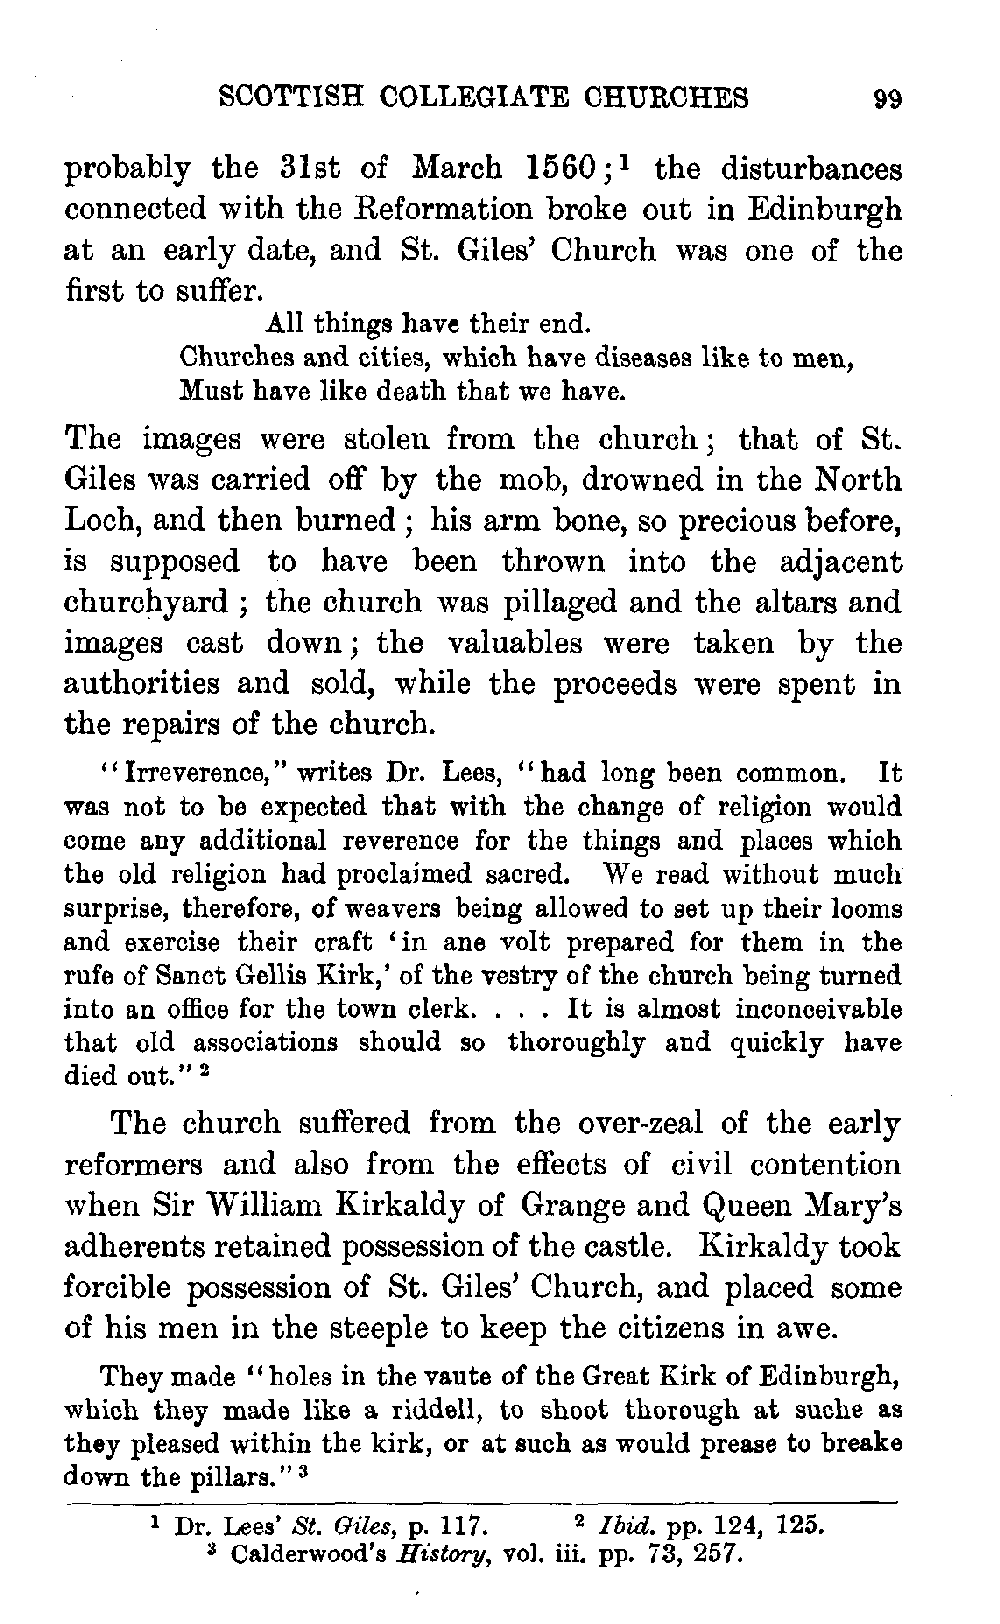 SCOTTISH COLLEGIATE CHURCHES 99
probably the 31st of March 1560;¹ the disturbances
connected with the Reformation broke out in Edinburgh
at an early date, and St. Giles' Church was one of the
first to suffer.
All things have their end.
Churches and cities, which have diseases like to men,
Must have like death that we have.
The images were stolen from the church; that of St.
Giles was carried off by the mob, drowned in the North
Loch, and then burned; his arm bone, so precious before,
is supposed to have been thrown into the adjacent
churchyard; the church was pillaged and the altars and
images cast down; the valuables were taken by the
authorities and sold, while the proceeds were spent in
the repairs of the church.
"Irreverence," writes Dr. Lees, "had long been common. It
was not to be expected that with the change of religion would
come any additional reverence for the things and places which
the old religion had proclaimed sacred. We read without much
surprise, therefore, of weavers being allowed to set up their looms
and exercise their craft 'in ane volt prepared for them in the
rufe of Sanct Gellis Kirk,' of the vestry of the church being turned
into an office for the town clerk. . . . It is almost inconceivable
that old associations should so thoroughly and quickly have
died out." ²
The church suffered from the over-zeal of the early
reformers and also from the effects of civil contention
when Sir William Kirkaldy of Grange and Queen Mary's
adherents retained possession of the castle. Kirkaldy took
forcible possession of St. Giles' Church, and placed some
of his men in the steeple to keep the citizens in awe.
They made "holes in the vaute of the Great Kirk of Edinburgh,
which they made like a riddell, to shoot thorough at suche as
they pleased within the kirk, or at such as would prease to breake
down the pillars." ³
¹ Dr. Lees' St. Giles, p. 117. ² Ibid. pp. 124, 125.
³ Calderwood's History, vol. iii. pp. 73, 257.